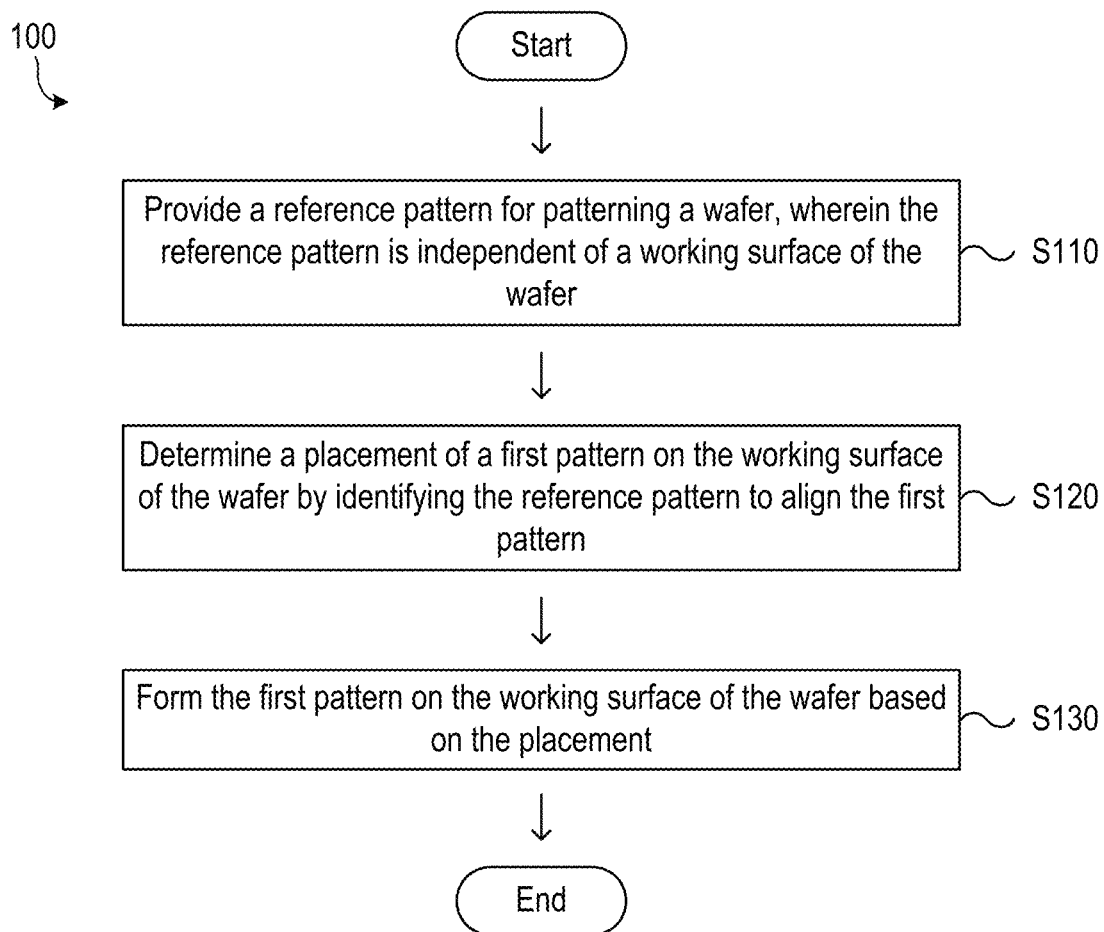 100
Start
Provide a reference pattern for patterning a wafer, wherein the
reference pattern is independent of a working surface of the
wafer
S110
Determine a placement of a first pattern on the working surface
of the wafer by identifying the reference pattern to align the first
pattern
S120
Form the first pattern on the working surface of the wafer based
on the placement
S130
End